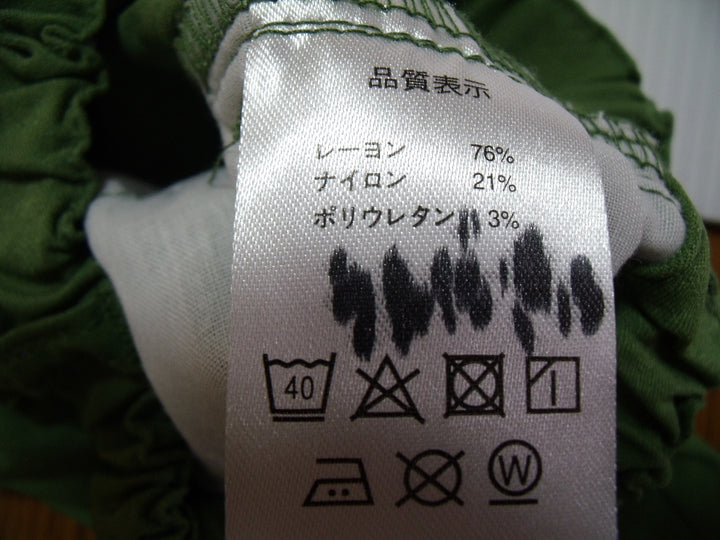 品質表示
レーヨン 76%
ナイロン 21%
ポリウレタン 3%
40
W